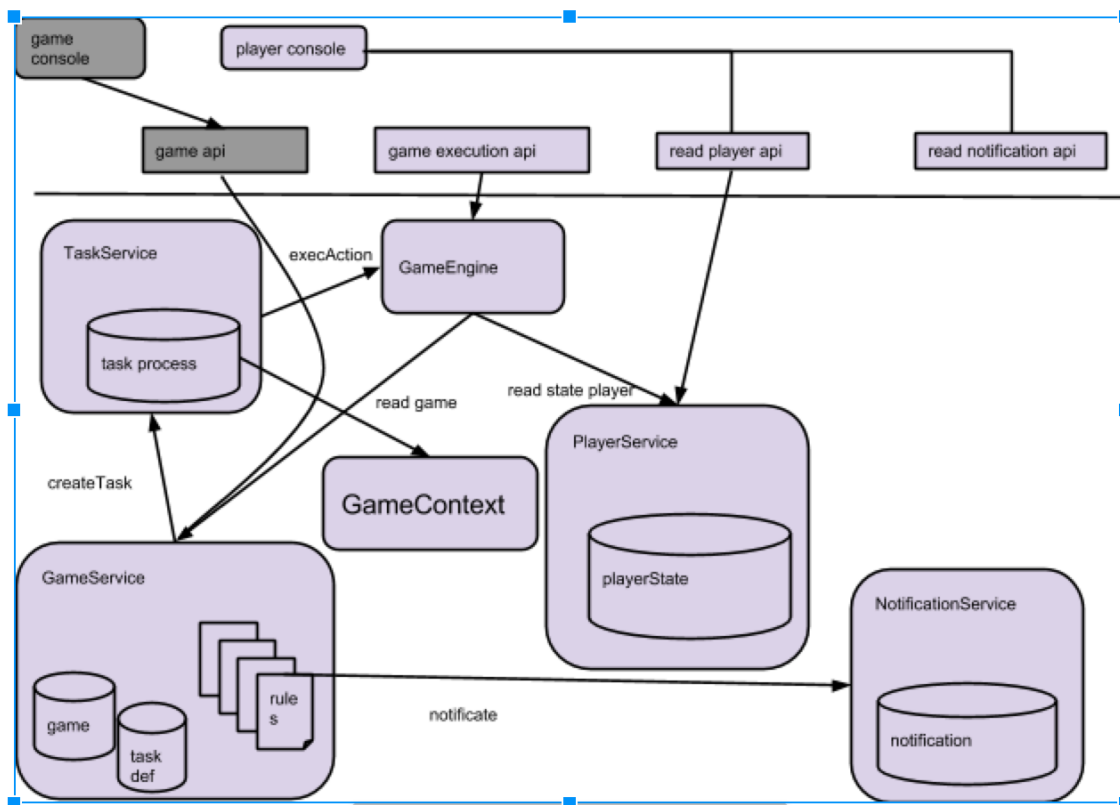 game
console
player console
game api
game execution api
read player api
read notification api
TaskService
execAction
GameEngine
task process
read game
read state player
PlayerService
createTask
GameContext
GameService
playerState
NotificationService
rule
s
game
notificate
notification
task
def